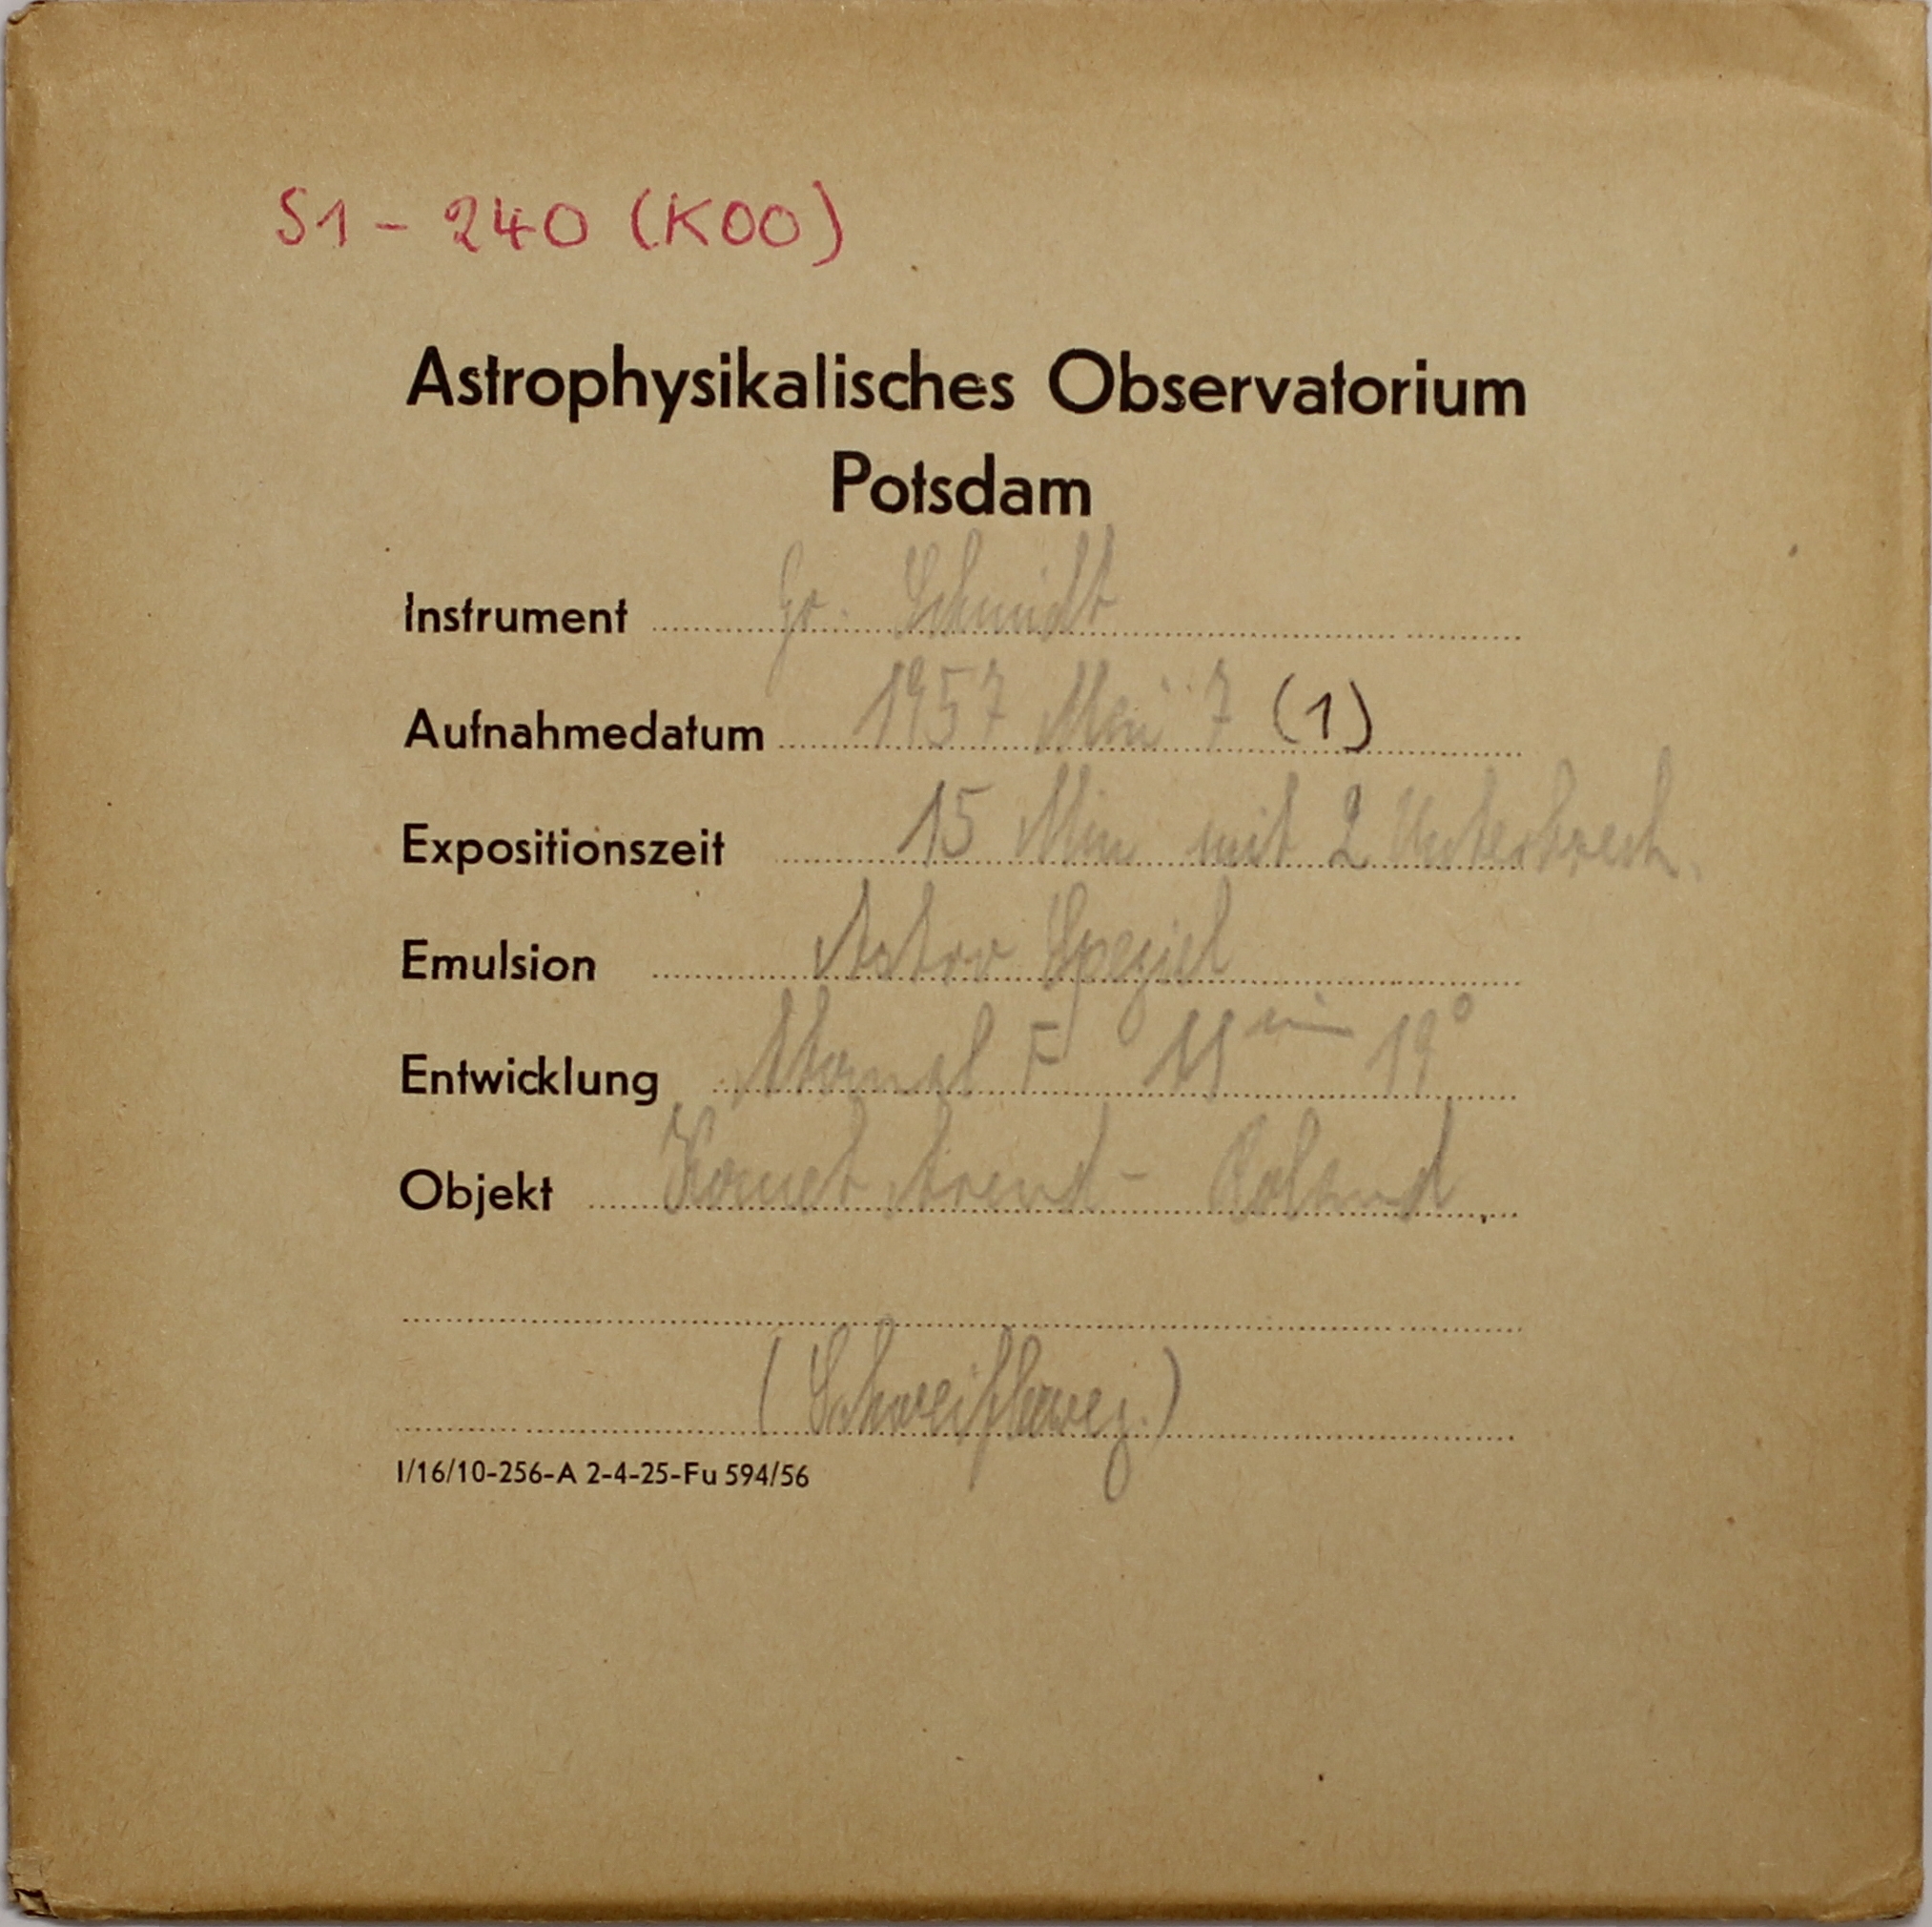 S1 - 240 (K00)
Astrophysikalisches Observatorium
Potsdam
Instrument Gr. Schmidt
Aufnahmedatum 1957 Mai 7 (1)
Expositionszeit 15 Min mit 2 Unterbrech.
Emulsion Astro Spezial
Entwicklung F 11 min 19°
Objekt Komet Arend - Roland
(Schweifbeweg.)
I/16/10-256-A 2-4-25-Fu 594/56